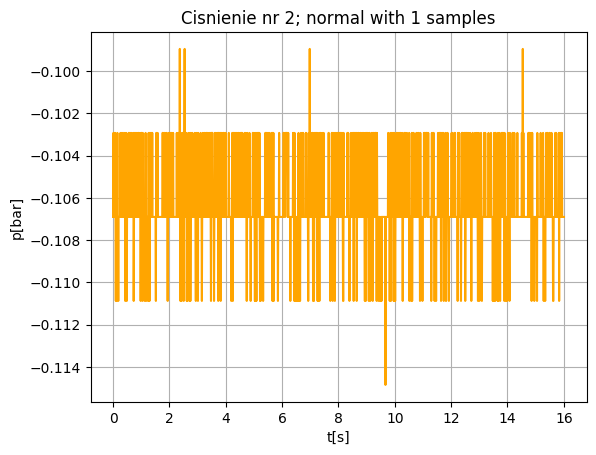 Cisnienie nr 2; normal with 1 samples
−0.100
−0.102
−0.104
−0.106
−0.108
−0.110
−0.112
−0.114
p[bar]
0 2 4 6 8 10 12 14 16
t[s]